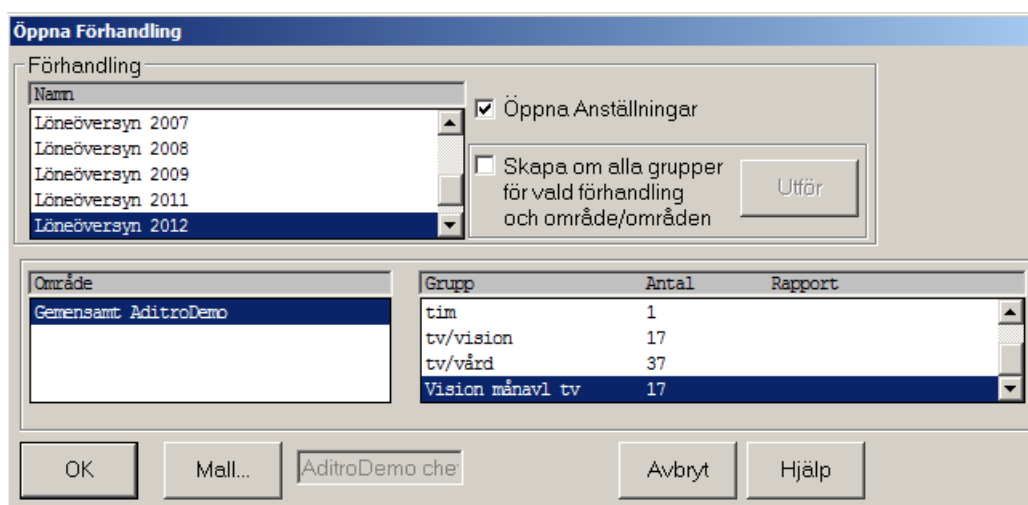 Öppna Förhandling
Förhandling
Namn
Löneöversyn 2007
Löneöversyn 2008
Löneöversyn 2009
Löneöversyn 2011
Löneöversyn 2012
Öppna Anställningar
Skapa om alla grupper
för vald förhandling
och område/områden
Utför
Område
Gemensamt AditroDemo
Grupp Antal Rapport
tim 1
tv/vision 17
tv/vård 37
Vision månavl tv 17
OK
Mall...
AditroDemo che
Avbryt
Hjälp